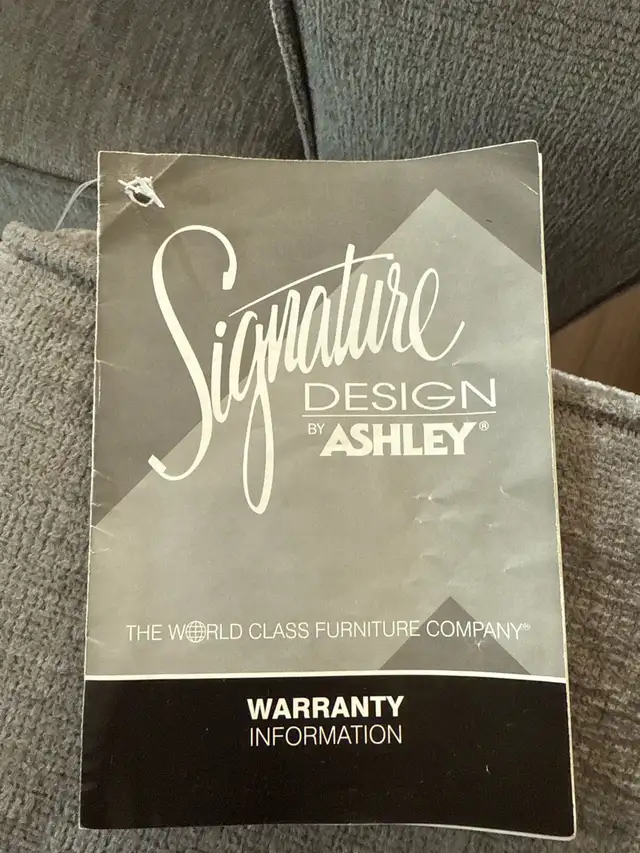 Signature
DESIGN
BY ASHLEY®
THE WORLD CLASS FURNITURE COMPANY®
WARRANTY
INFORMATION